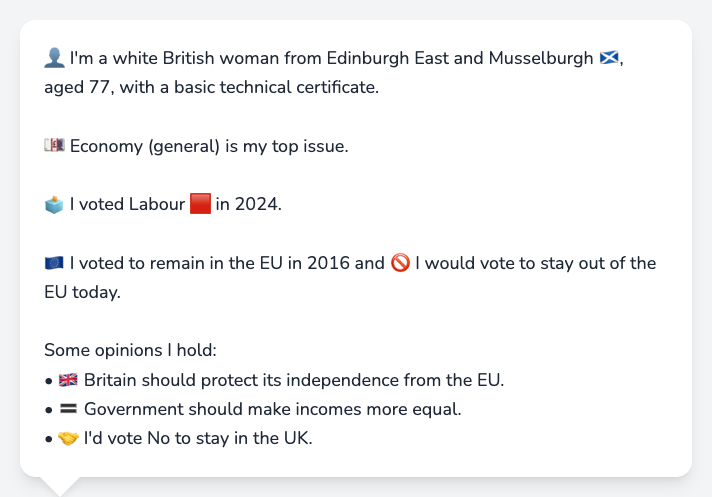 👤 I'm a white British woman from Edinburgh East and Musselburgh 🏴󠁧󠁢󠁳󠁣󠁴󠁿,
aged 77, with a basic technical certificate.
💷 Economy (general) is my top issue.
🗳️ I voted Labour 🟥 in 2024.
🇪🇺 I voted to remain in the EU in 2016 and 🚫 I would vote to stay out of the
EU today.
Some opinions I hold:
• 🇬🇧 Britain should protect its independence from the EU.
• 🟰 Government should make incomes more equal.
• 🤝 I'd vote No to stay in the UK.